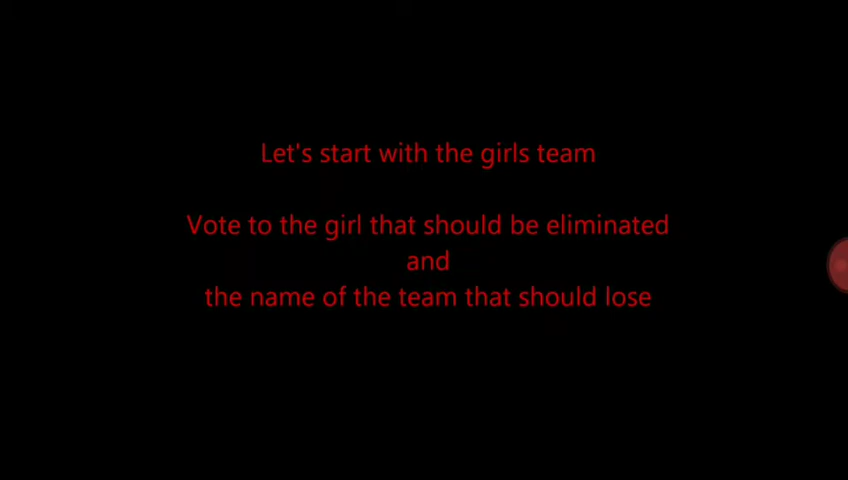 Let's start with the girls team
Vote to the girl that should be eliminated
and
the name of the team that should lose